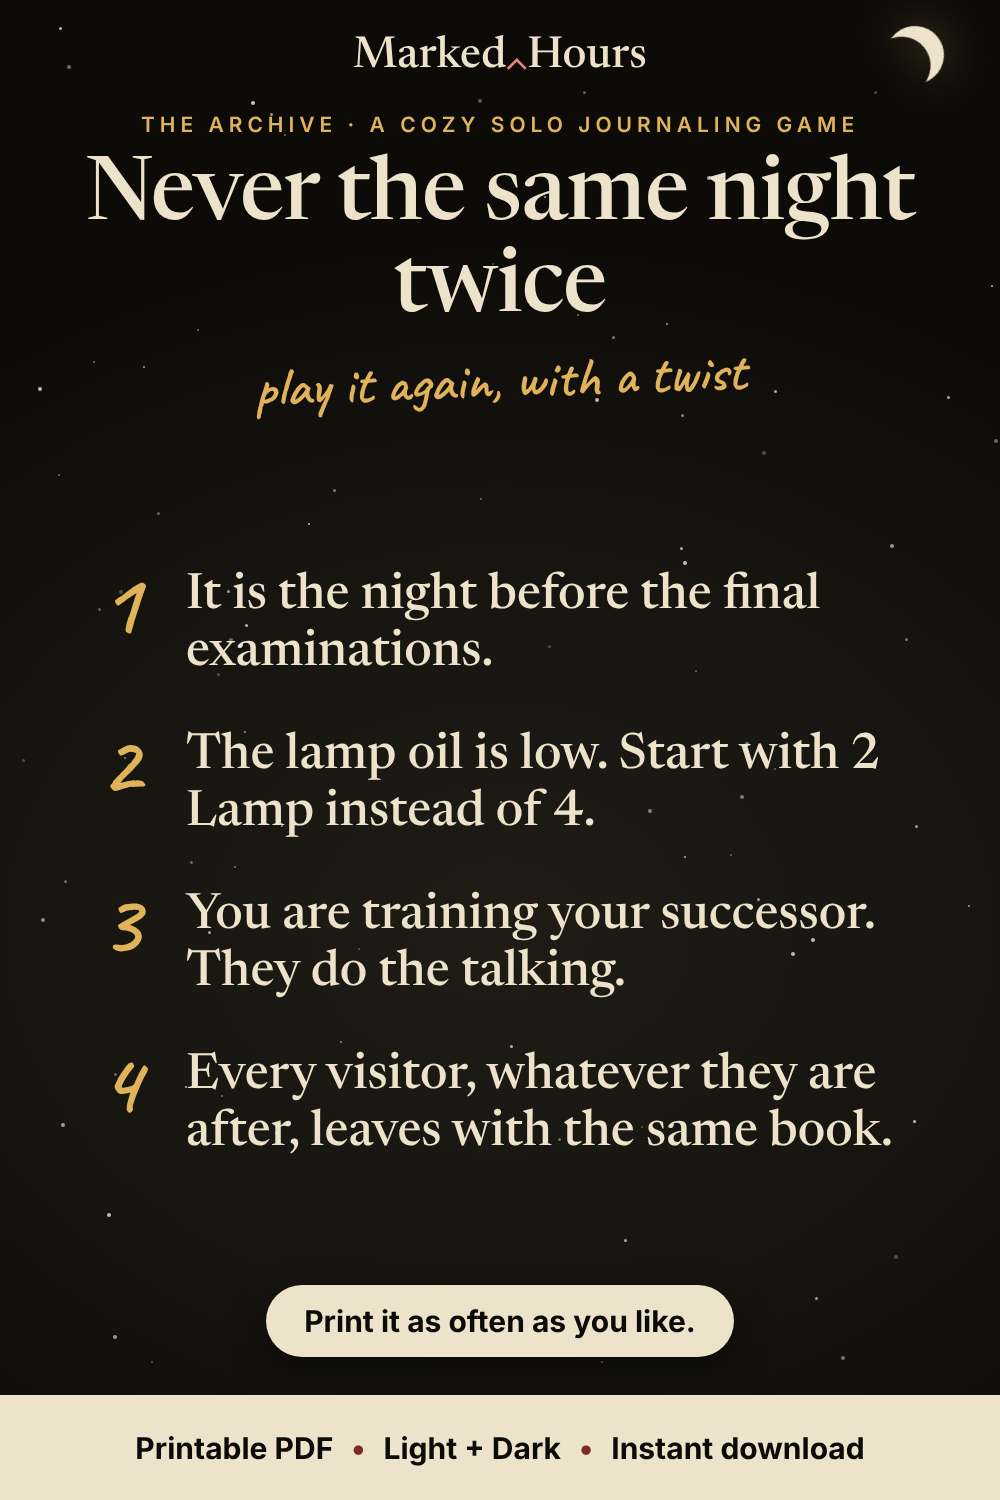 Marked‸Hours
THE ARCHIVE · A COZY SOLO JOURNALING GAME
Never the same night
twice
play it again, with a twist
1 It is the night before the final
examinations.
2 The lamp oil is low. Start with 2
Lamp instead of 4.
3 You are training your successor.
They do the talking.
4 Every visitor, whatever they are
after, leaves with the same book.
Print it as often as you like.
Printable PDF • Light + Dark • Instant download